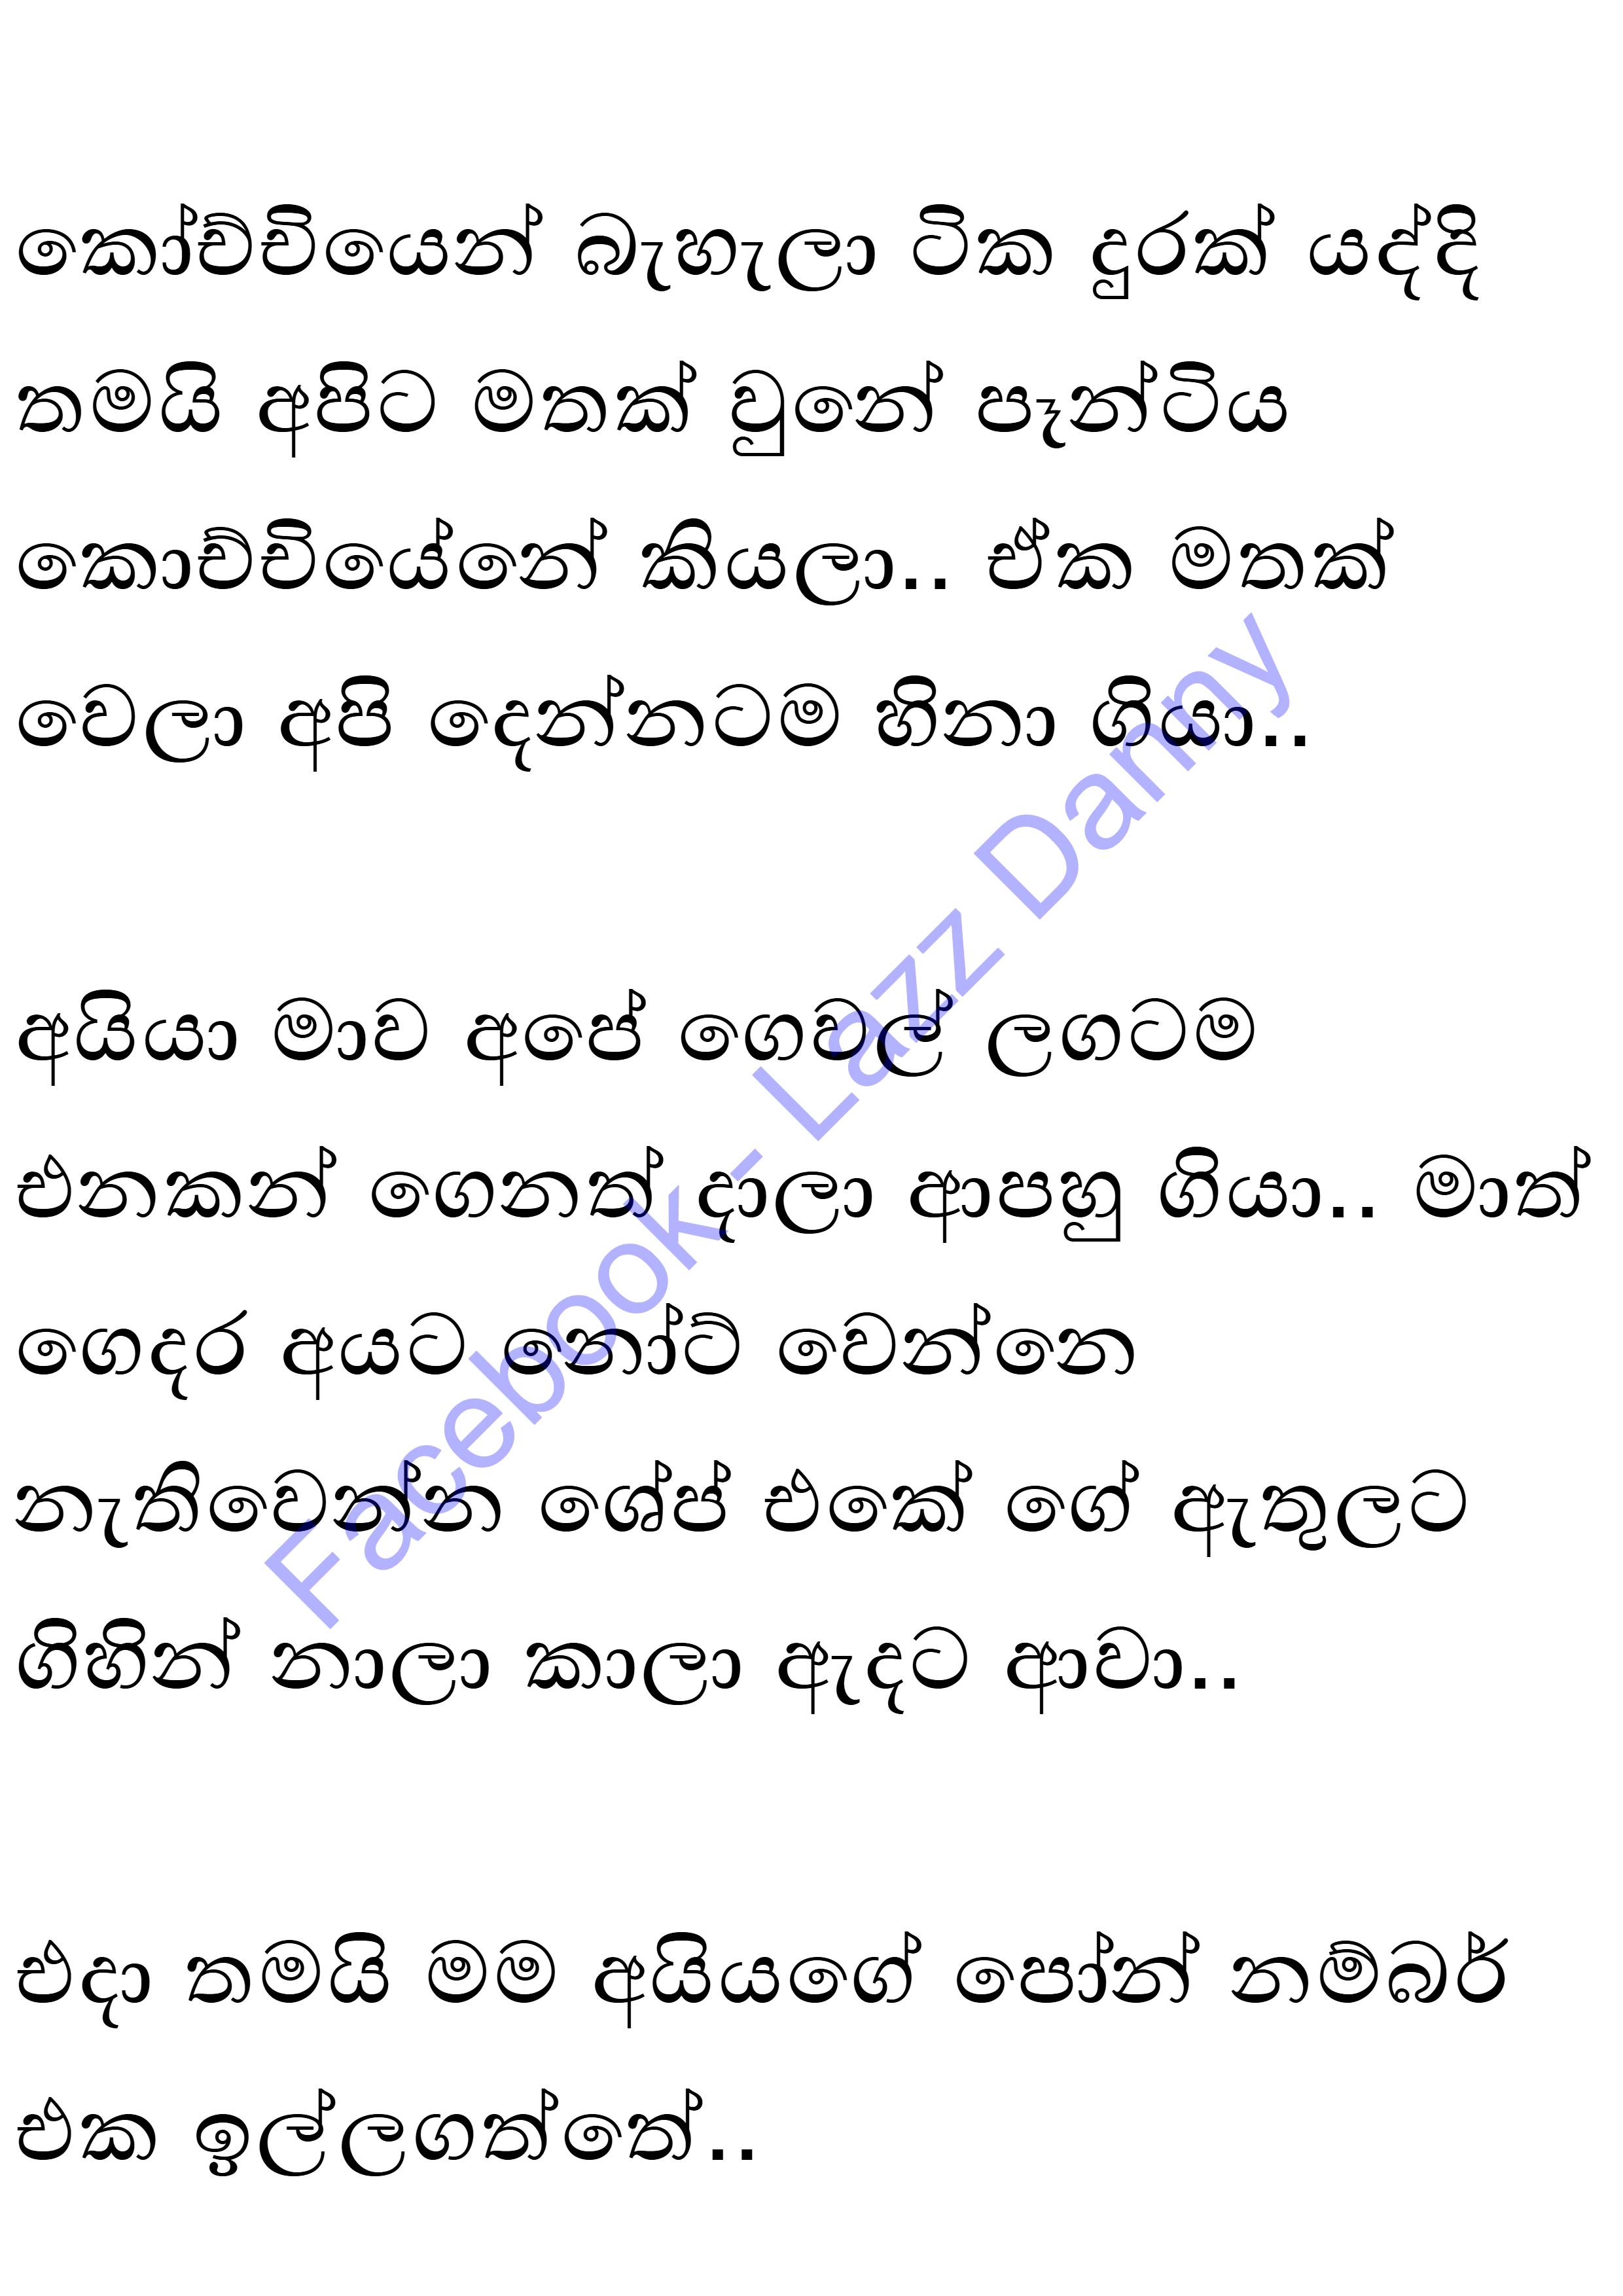 කෝච්චියෙන් බැහැලා ටික දුරක් යද්දි
තමයි අපිට මතක් වුනේ පෑන්ටිය
කොච්චියේනේ කියලා.. ඒක මතක්
වෙලා අපි දෙන්නටම හිනා ගියා..
අයියා මාව අපේ ගෙවල් ලගටම
එනකන් ගෙනත් දාලා ආපහු ගියා.. මාත්
ගෙදර අයට නෝට් වෙන්නෙ
නැතිවෙන්න ශේප් එකේ ගේ ඇතුලට
ගිහින් නාලා කාලා ඇදට ආවා..
එදා තමයි මම අයියගේ පෝන් නම්බර්
එක ඉල්ලගත්තේ..
Facebook - Lazz Danny